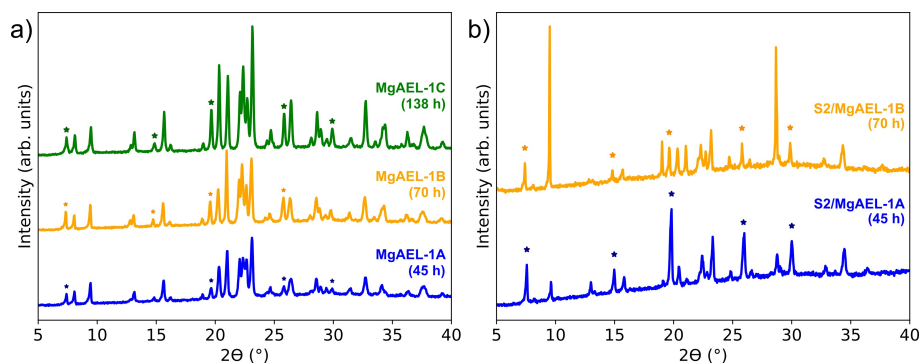 a)
Intensity (arb. units)
MgAEL-1C
(138 h)
MgAEL-1B
(70 h)
MgAEL-1A
(45 h)
5 10 15 20 25 30 35 40
2Θ (°)
b)
Intensity (arb. units)
S2/MgAEL-1B
(70 h)
S2/MgAEL-1A
(45 h)
5 10 15 20 25 30 35 40
2Θ (°)